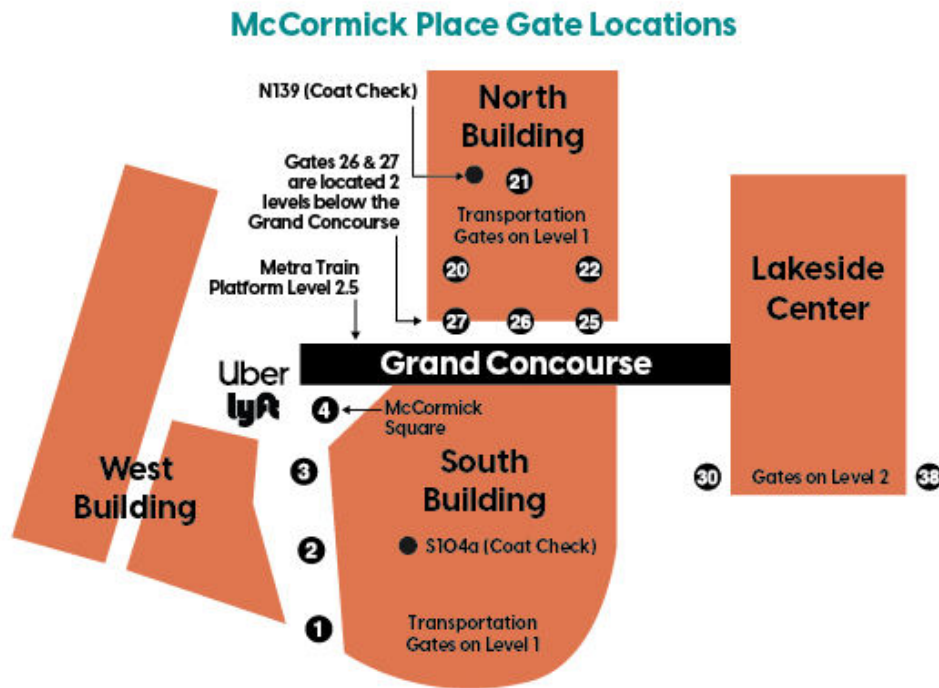 McCormick Place Gate Locations
N139 (Coat Check)
North
Building
21
Gates 26 & 27
are located 2
levels below the
Grand Concourse
Transportation
Gates on Level 1
20
22
Metra Train
Platform Level 2.5
27
26
25
Lakeside
Center
Grand Concourse
Uber
lyft
4
McCormick
Square
3
West
Building
South
Building
30
Gates on Level 2
38
2
S104a (Coat Check)
1
Transportation
Gates on Level 1